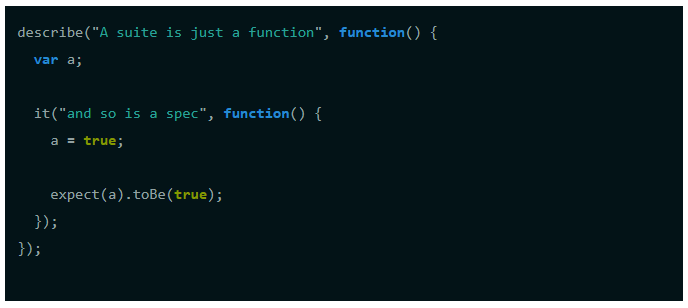 describe("A suite is just a function", function() {
  var a;

  it("and so is a spec", function() {
    a = true;

    expect(a).toBe(true);
  });
});